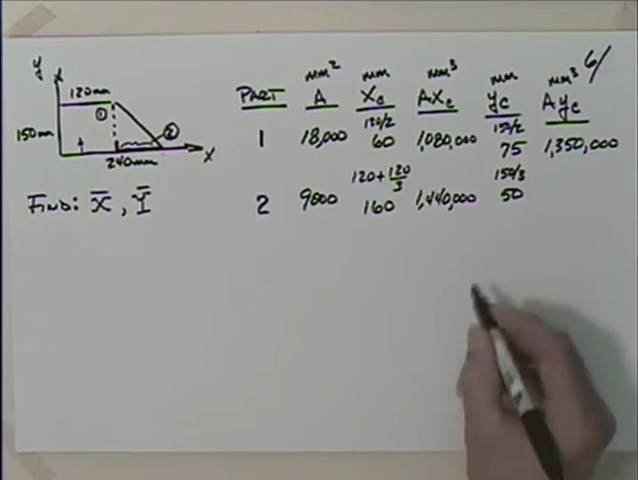 6/
y
120mm
①
150mm
②
240mm
x
mm² mm mm³ mm mm³
PART A Xc AXc yc Ayc
120/2 150/2
1 18,000 60 1,080,000 75 1,350,000
120+120/3 150/3
2 9000 160 1,440,000 50
FIND: X̅, Y̅